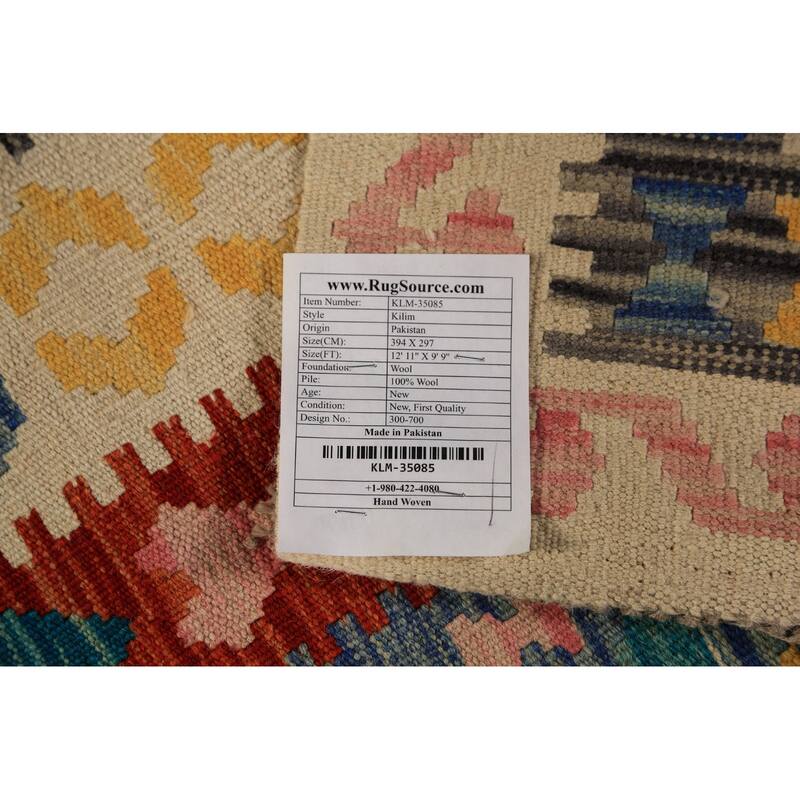 www.RugSource.com
Item Number: KLM-35085
Style Kilim
Origin Pakistan
Size(CM): 394 X 297
Size(FT): 12' 11" X 9' 9"
Foundation: Wool
Pile: 100% Wool
Age: New
Condition: New, First Quality
Design No.: 300-700
Made in Pakistan
KLM-35085
+1-980-422-4080
Hand Woven